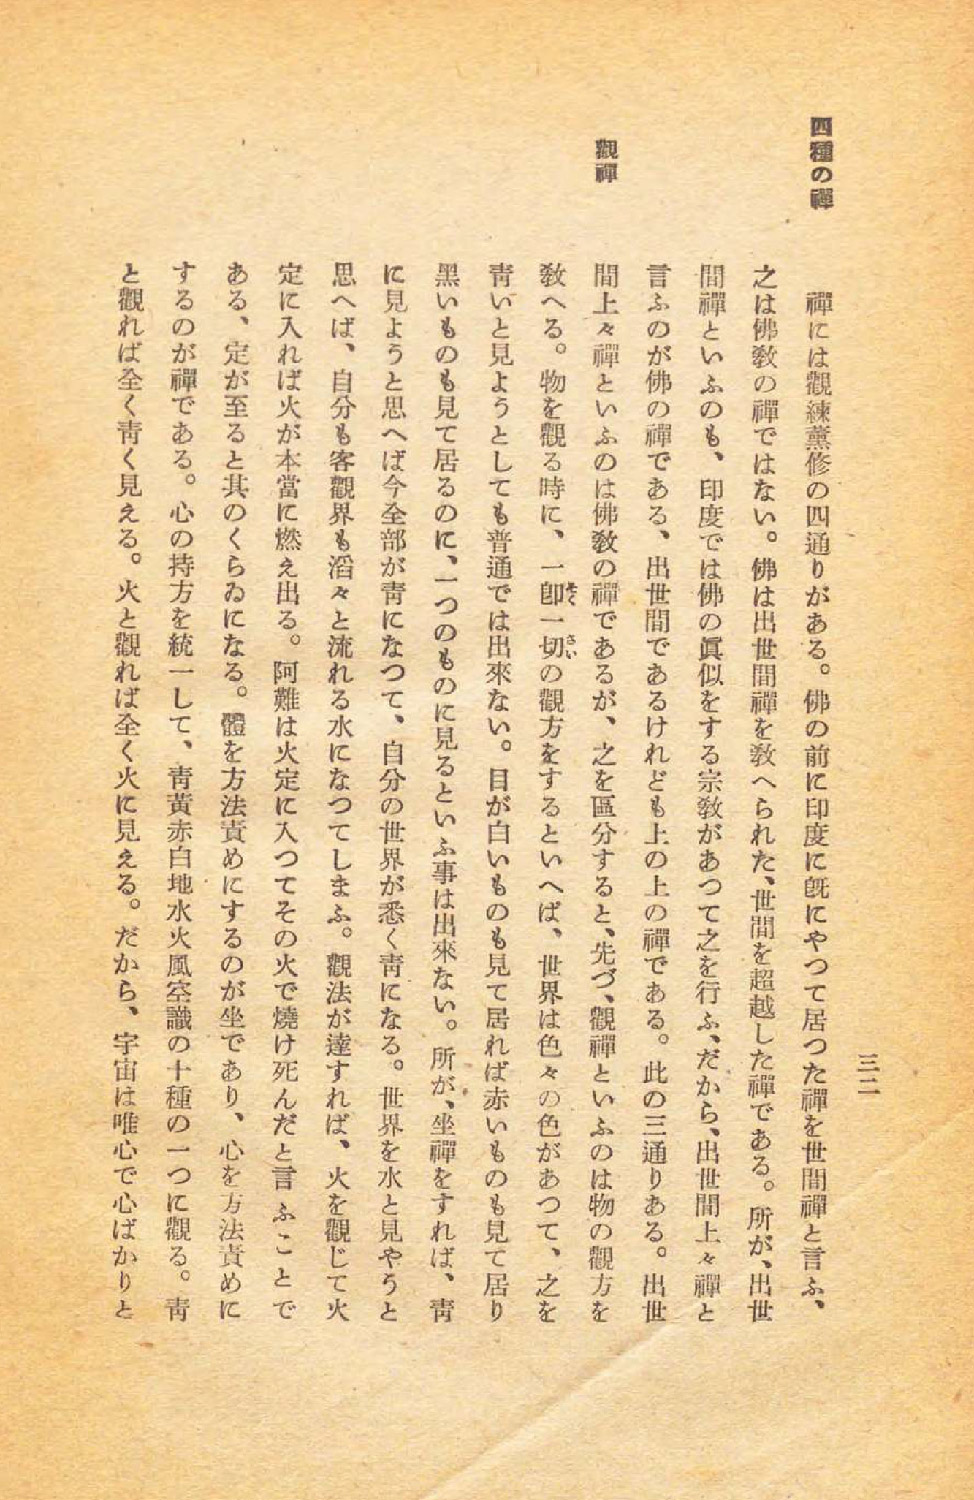 三二
四種の禪
禪には觀練薰修の四通りがある。佛の前に印度に既にやつて居つた禪を世間禪と言ふ、
之は佛敎の禪ではない。佛は出世間禪を敎へられた、世間を超越した禪である。所が、出世
間禪といふのも、印度では佛の眞似をする宗敎があつて之を行ふ、だから、出世間上々禪と
言ふのが佛の禪である、出世間であるけれども上の上の禪である。此の三通りある。出世
觀禪
間上々禪といふのは佛敎の禪であるが、之を區分すると、先づ、觀禪といふのは物の觀方を
敎へる。物を觀る時に、一卽一切の觀方をするといへば、世界は色々の色があつて、之を
靑いと見ようとしても普通では出來ない。目が白いものも見て居れば赤いものも見て居り
黑いものも見て居るのに、一つのものに見るといふ事は出來ない。所が、坐禪をすれば、靑
に見ようと思へば今全部が靑になつて、自分の世界が悉く靑になる。世界を水と見やうと
思へば、自分も客觀界も滔々と流れる水になつてしまふ。觀法が達すれば、火を觀じて火
定に入れば火が本當に燃え出る。阿難は火定に入つてその火で燒け死んだと言ふことで
ある、定が至ると其のくらゐになる。體を方法責めにするのが坐であり、心を方法責めに
するのが禪である。心の持方を統一して、靑黃赤白地水火風空識の十種の一つに觀る。靑
と觀れば全く靑く見える。火と觀れば全く火に見える。だから、宇宙は唯心で心ばかりと